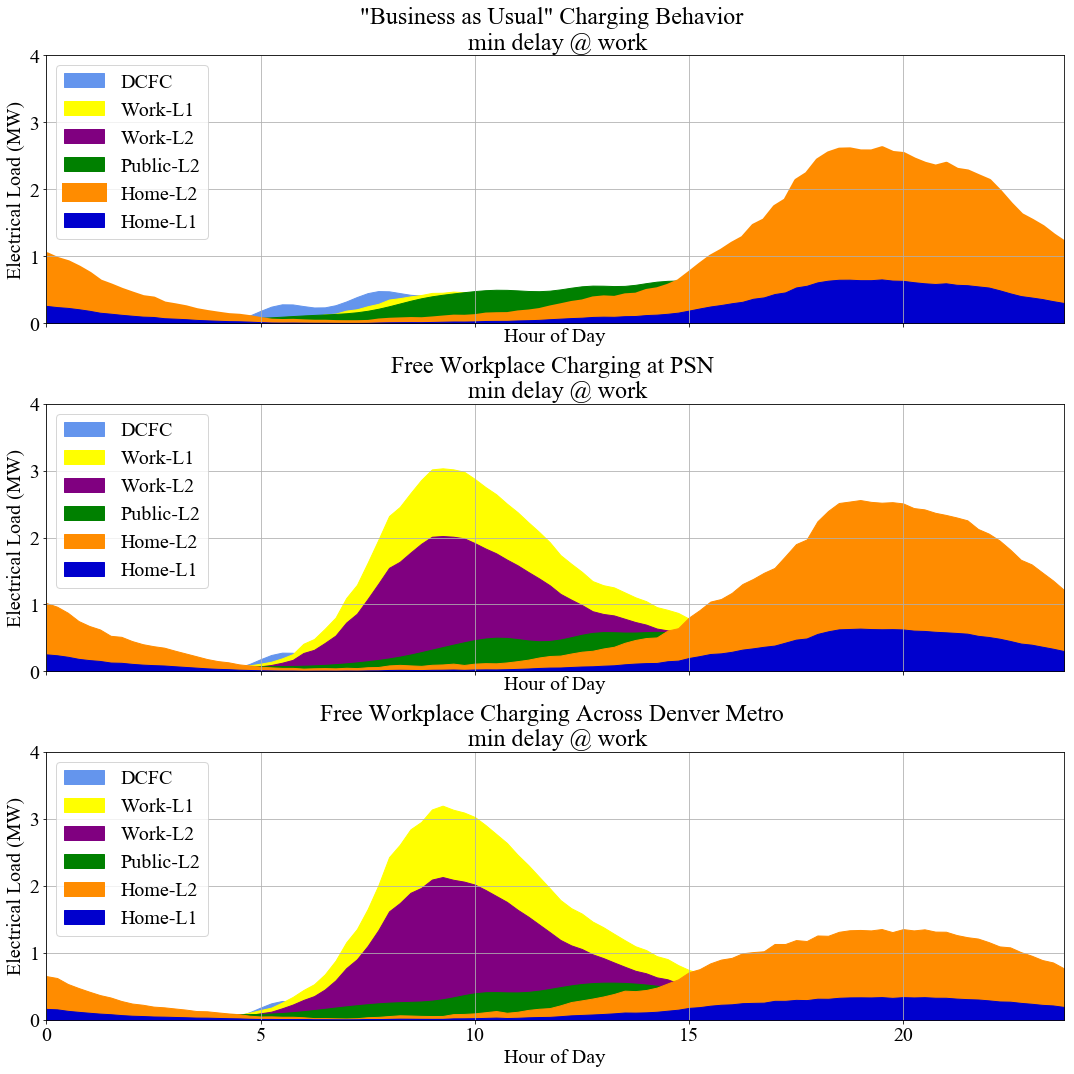 "Business as Usual" Charging Behavior
min delay @ work
4
3
2
1
0
Electrical Load (MW)
DCFC
Work-L1
Work-L2
Public-L2
Home-L2
Home-L1
Hour of Day
Free Workplace Charging at PSN
min delay @ work
4
3
2
1
0
Electrical Load (MW)
DCFC
Work-L1
Work-L2
Public-L2
Home-L2
Home-L1
Hour of Day
Free Workplace Charging Across Denver Metro
min delay @ work
4
3
2
1
0
Electrical Load (MW)
DCFC
Work-L1
Work-L2
Public-L2
Home-L2
Home-L1
0 5 10 15 20
Hour of Day